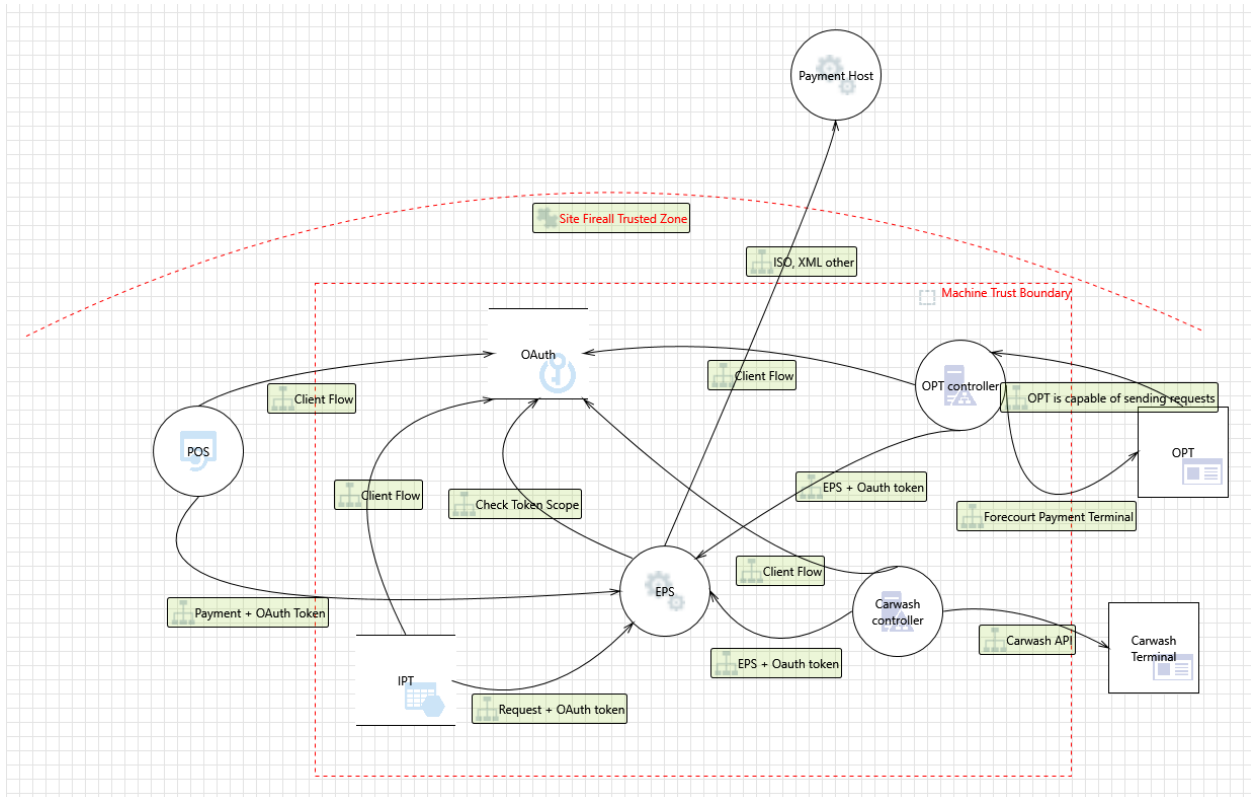 Payment Host
Site Fireall Trusted Zone
ISO, XML other
Machine Trust Boundary
OAuth
Client Flow
OPT controller
Client Flow
OPT is capable of sending requests
POS
OPT
Client Flow
Check Token Scope
EPS + Oauth token
Forecourt Payment Terminal
Client Flow
EPS
Payment + OAuth Token
Carwash
controller
Carwash API
Carwash
Terminal
EPS + Oauth token
IPT
Request + OAuth token